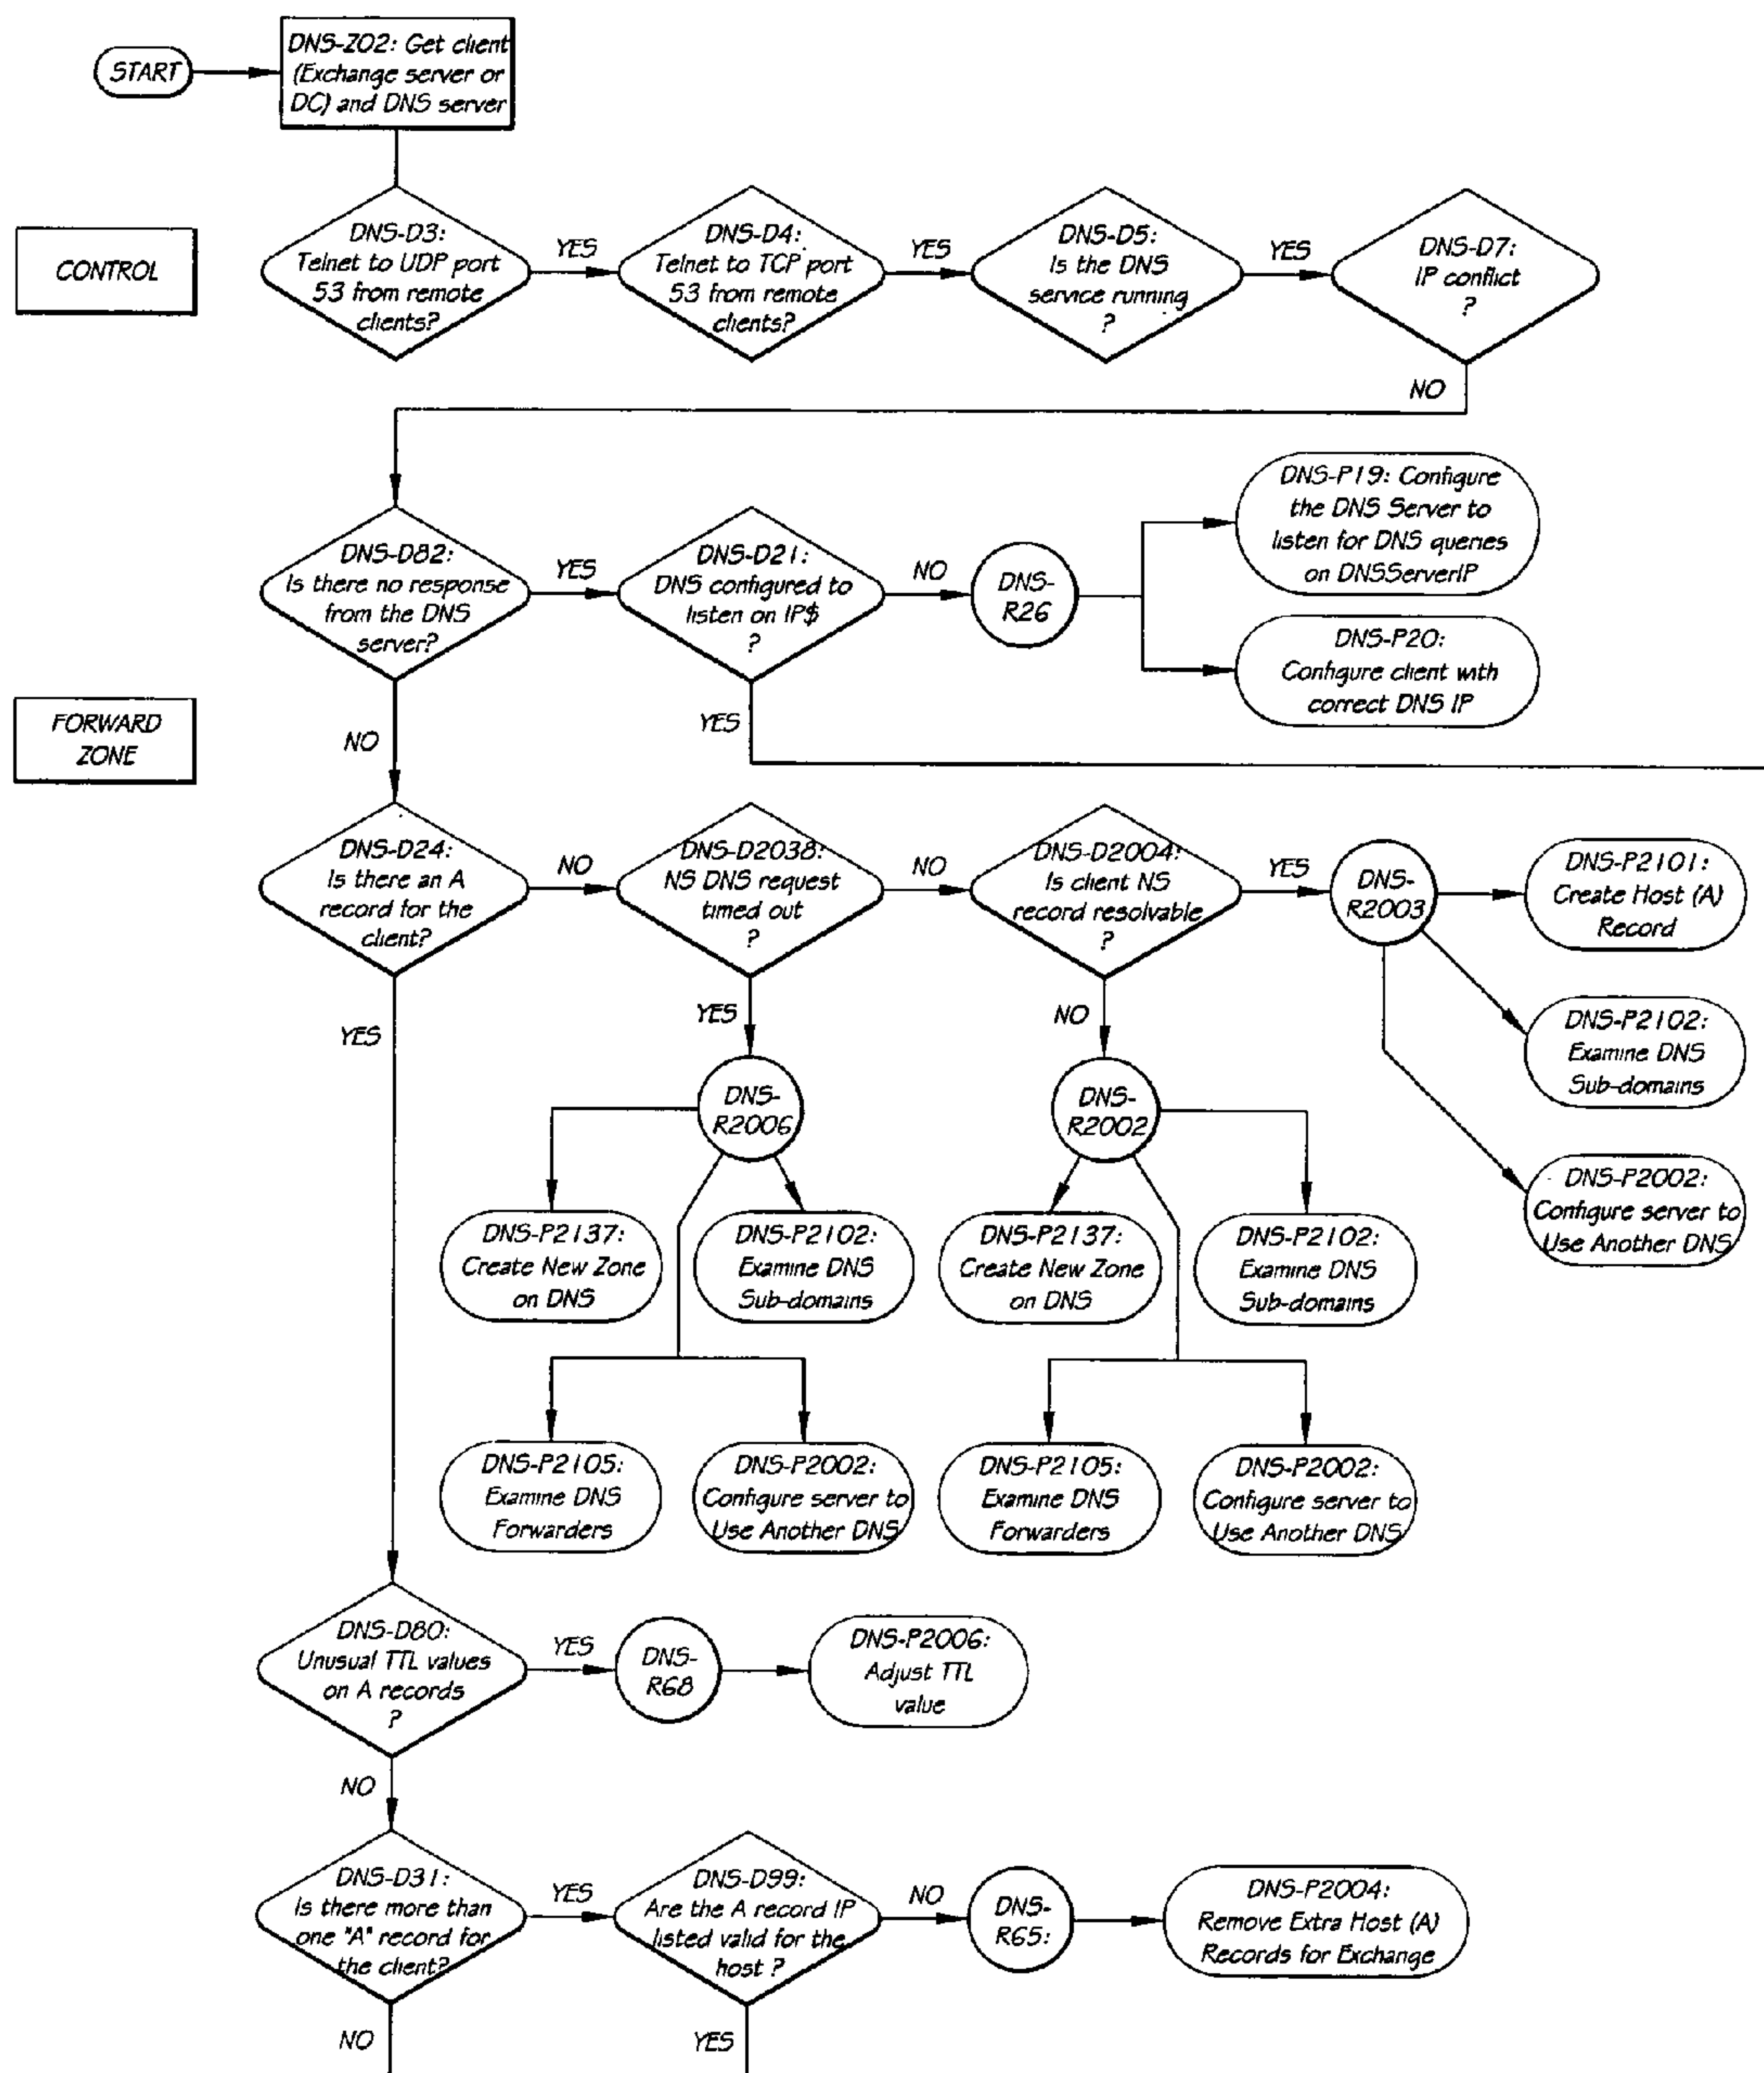 START
DNS-Z02: Get client
(Exchange server or
DC) and DNS server
CONTROL
DNS-D3:
Telnet to UDP port
53 from remote
clients?
YES
DNS-D4:
Telnet to TCP port
53 from remote
clients?
YES
DNS-D5:
Is the DNS
service running
?
YES
DNS-D7:
IP conflict
?
NO
DNS-D82:
Is there no response
from the DNS
server?
YES
DNS-D21:
DNS configured to
listen on IP$
?
NO
DNS-
R26
DNS-P19: Configure
the DNS Server to
listen for DNS queries
on DNSServerIP
DNS-P20:
Configure client with
correct DNS IP
YES
FORWARD
ZONE
NO
DNS-D24:
Is there an A
record for the
client?
NO
DNS-D2038:
NS DNS request
timed out
?
NO
DNS-D2004:
Is client NS
record resolvable
?
YES
DNS-
R2003
DNS-P2101:
Create Host (A)
Record
DNS-P2102:
Examine DNS
Sub-domains
DNS-P2002:
Configure server to
Use Another DNS
YES
YES
NO
DNS-
R2006
DNS-
R2002
DNS-P2137:
Create New Zone
on DNS
DNS-P2102:
Examine DNS
Sub-domains
DNS-P2137:
Create New Zone
on DNS
DNS-P2102:
Examine DNS
Sub-domains
DNS-P2105:
Examine DNS
Forwarders
DNS-P2002:
Configure server to
Use Another DNS
DNS-P2105:
Examine DNS
Forwarders
DNS-P2002:
Configure server to
Use Another DNS
DNS-D80:
Unusual TTL values
on A records
?
YES
DNS-
R68
DNS-P2006:
Adjust TTL
value
NO
DNS-D31:
Is there more than
one "A" record for
the client?
YES
DNS-D99:
Are the A record IP
listed valid for the
host ?
NO
DNS-
R65:
DNS-P2004:
Remove Extra Host (A)
Records for Exchange
NO
YES